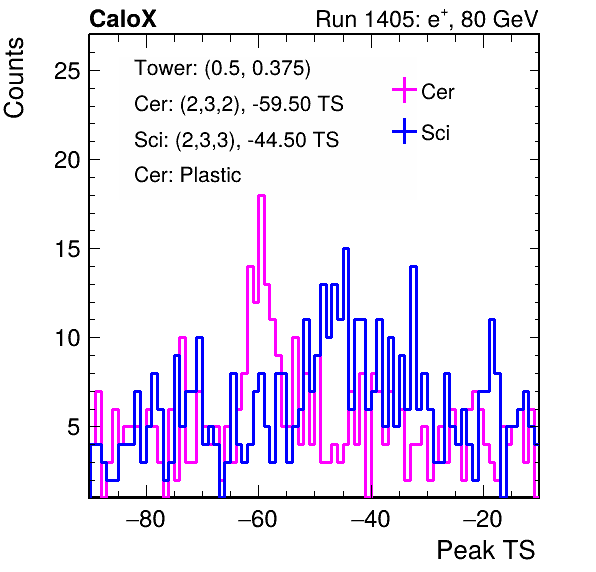 CaloX
Run 1405: e+, 80 GeV
Counts
Tower: (0.5, 0.375)
Cer: (2,3,2), -59.50 TS
Sci: (2,3,3), -44.50 TS
Cer: Plastic
Cer
Sci
25
20
15
10
5
−80
−60
−40
−20
Peak TS